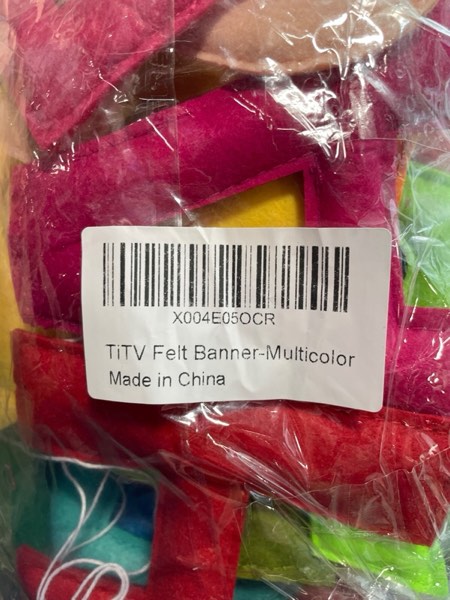 X004E05OCR
TiTV Felt Banner-Multicolor
Made in China